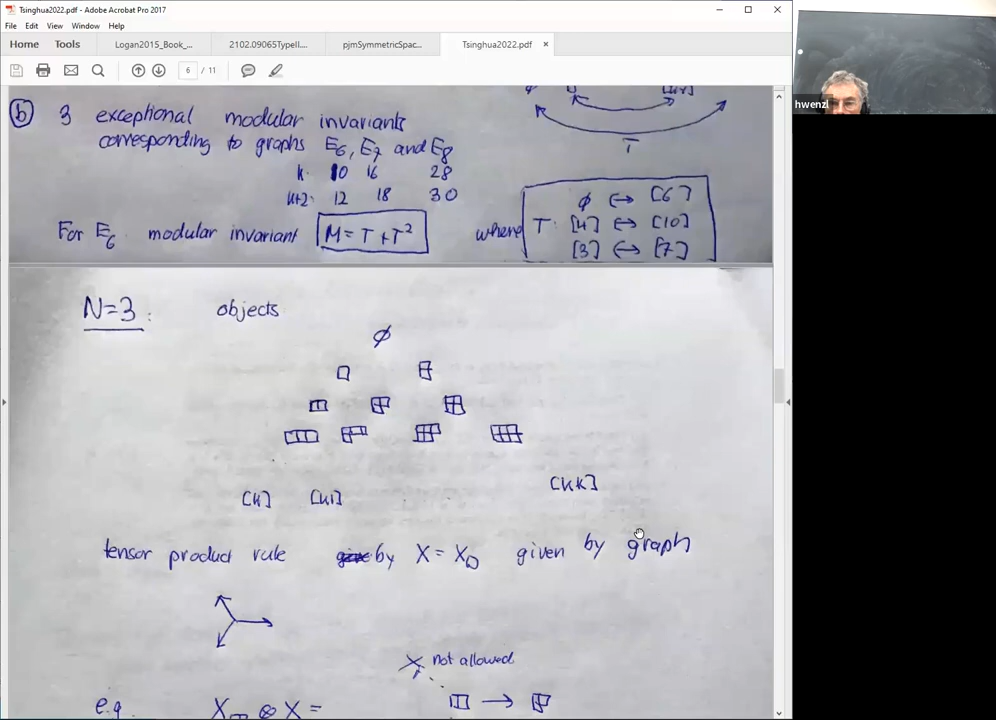 Tsinghua2022.pdf - Adobe Acrobat Pro 2017
File Edit View Window Help
Home Tools Logan2015_Book_... 2102.09065TypeII.... pjmSymmetricSpac... Tsinghua2022.pdf ×
6 / 11
hwenzl
(b) 3 exceptional modular invariants
corresponding to graphs E6, E7 and E8
k: 10 16 28
k+2: 12 18 30
T
For E6 modular invariant M = T + T² where T:
φ ↔ [6]
[4] ↔ [10]
[3] ↔ [7]
N=3: objects
φ
[k] [k1] [kk]
tensor product rule by X = X□ given by graph
not allowed
e.g. ⊗ X =